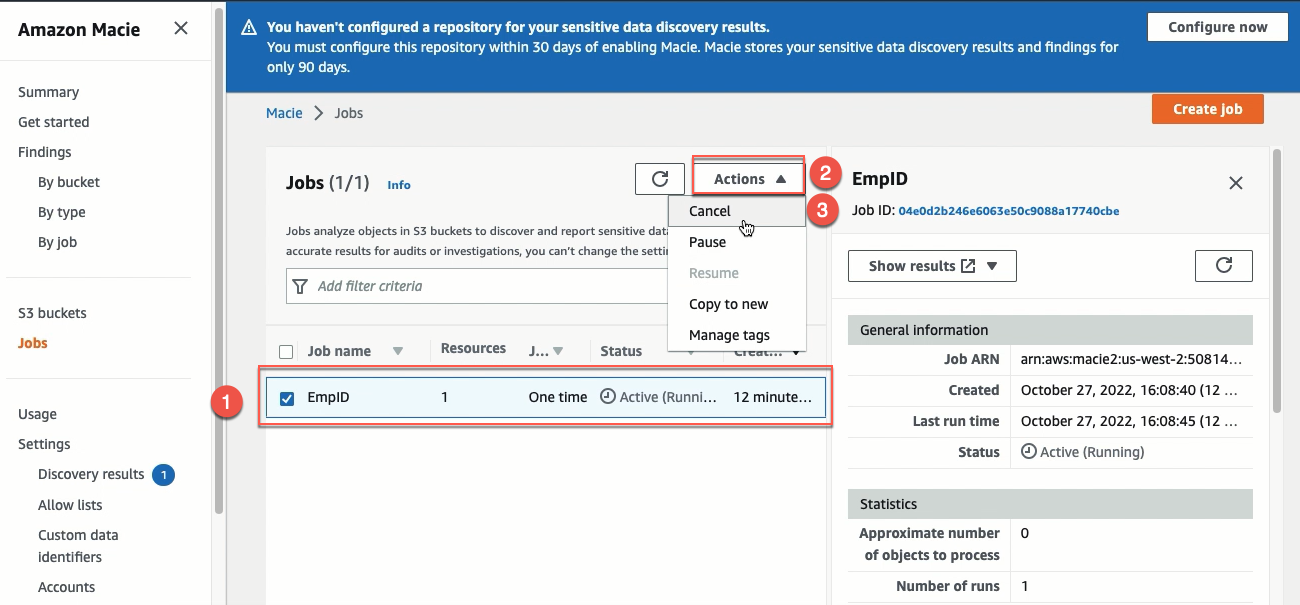 Amazon Macie
Summary
Get started
Findings
By bucket
By type
By job
S3 buckets
Jobs
Usage
Settings
Discovery results 1
Allow lists
Custom data
identifiers
Accounts
You haven't configured a repository for your sensitive data discovery results.
You must configure this repository within 30 days of enabling Macie. Macie stores your sensitive data discovery results and findings for
only 90 days.
Configure now
Macie > Jobs
Create job
Jobs (1/1) Info
Actions
2
Cancel
3
Pause
Resume
Copy to new
Manage tags
Jobs analyze objects in S3 buckets to discover and report sensitive
accurate results for audits or investigations, you can't change the
Add filter criteria
Job name Resources J... Status Creat...
1
EmpID 1 One time Active (Runni... 12 minute...
EmpID
Job ID: 04e0d2b246e6063e50c9088a17740cbe
Show results
General information
Job ARN arn:aws:macie2:us-west-2:50814...
Created October 27, 2022, 16:08:40 (12 ...
Last run time October 27, 2022, 16:08:45 (12 ...
Status Active (Running)
Statistics
Approximate number 0
of objects to process
Number of runs 1